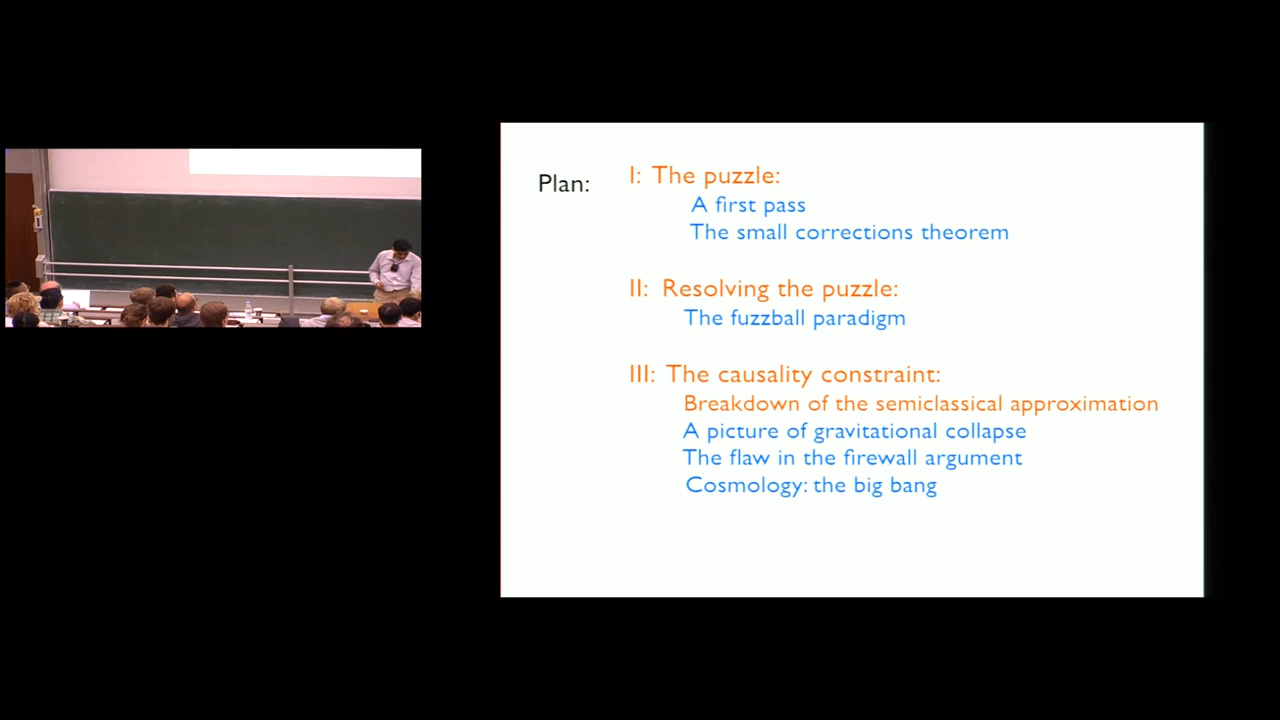 Plan:
I: The puzzle:
A first pass
The small corrections theorem
II: Resolving the puzzle:
The fuzzball paradigm
III: The causality constraint:
Breakdown of the semiclassical approximation
A picture of gravitational collapse
The flaw in the firewall argument
Cosmology: the big bang